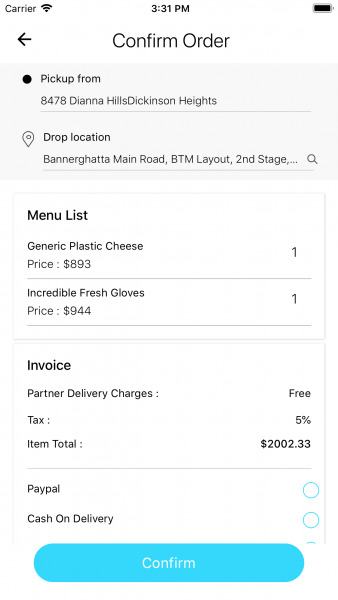 Carrier 3:31 PM
Confirm Order
Pickup from
8478 Dianna HillsDickinson Heights
Drop location
Bannerghatta Main Road, BTM Layout, 2nd Stage,...
Menu List
Generic Plastic Cheese 1
Price : $893
Incredible Fresh Gloves 1
Price : $944
Invoice
Partner Delivery Charges : Free
Tax : 5%
Item Total : $2002.33
Paypal
Cash On Delivery
Confirm